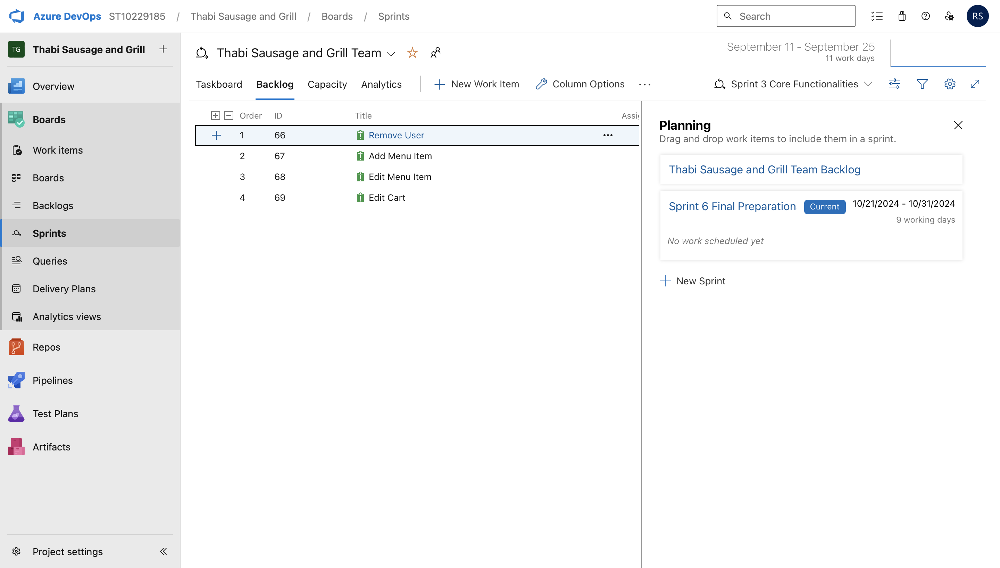 Azure DevOps ST10229185 / Thabi Sausage and Grill / Boards / Sprints
Search
RS
TG Thabi Sausage and Grill
Overview
Boards
Work items
Boards
Backlogs
Sprints
Queries
Delivery Plans
Analytics views
Repos
Pipelines
Test Plans
Artifacts
Project settings
Thabi Sausage and Grill Team
September 11 - September 25
11 work days
Taskboard Backlog Capacity Analytics New Work Item Column Options
Sprint 3 Core Functionalities
Order ID Title
1 66 Remove User
2 67 Add Menu Item
3 68 Edit Menu Item
4 69 Edit Cart
Planning
Drag and drop work items to include them in a sprint.
Thabi Sausage and Grill Team Backlog
Sprint 6 Final Preparations Current 10/21/2024 - 10/31/2024
9 working days
No work scheduled yet
New Sprint